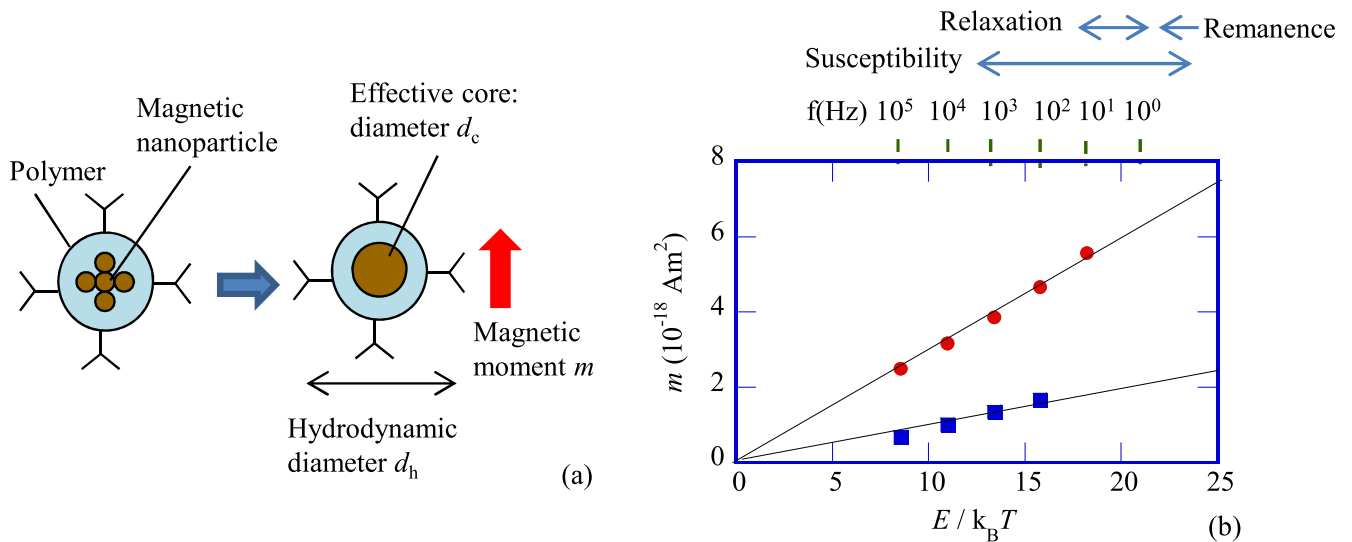 Magnetic
nanoparticle
Polymer
Effective core:
diameter dc
Magnetic
moment m
Hydrodynamic
diameter dh
(a)
Relaxation
Remanence
Susceptibility
f(Hz) 10⁵ 10⁴ 10³ 10² 10¹ 10⁰
8
6
4
2
0
m (10⁻¹⁸ Am²)
0 5 10 15 20 25
E / kBT
(b)